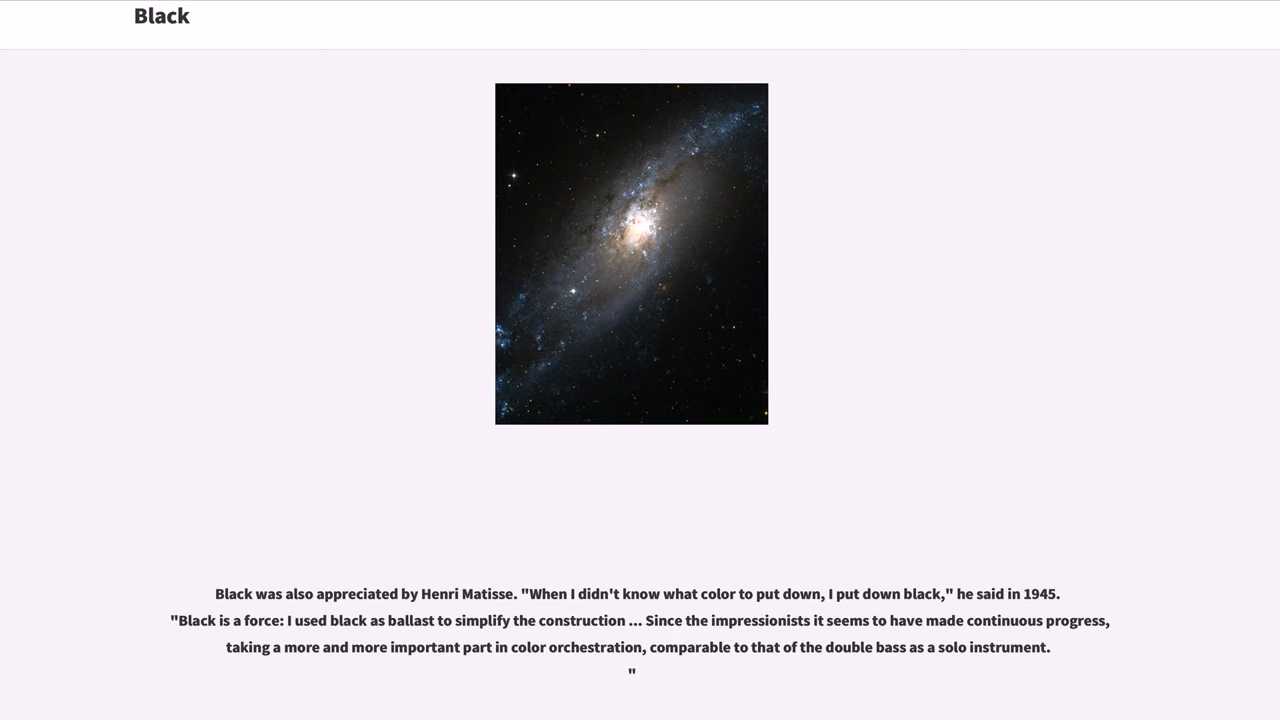 Black
Black was also appreciated by Henri Matisse. "When I didn't know what color to put down, I put down black," he said in 1945.
"Black is a force: I used black as ballast to simplify the construction ... Since the impressionists it seems to have made continuous progress,
taking a more and more important part in color orchestration, comparable to that of the double bass as a solo instrument.
"